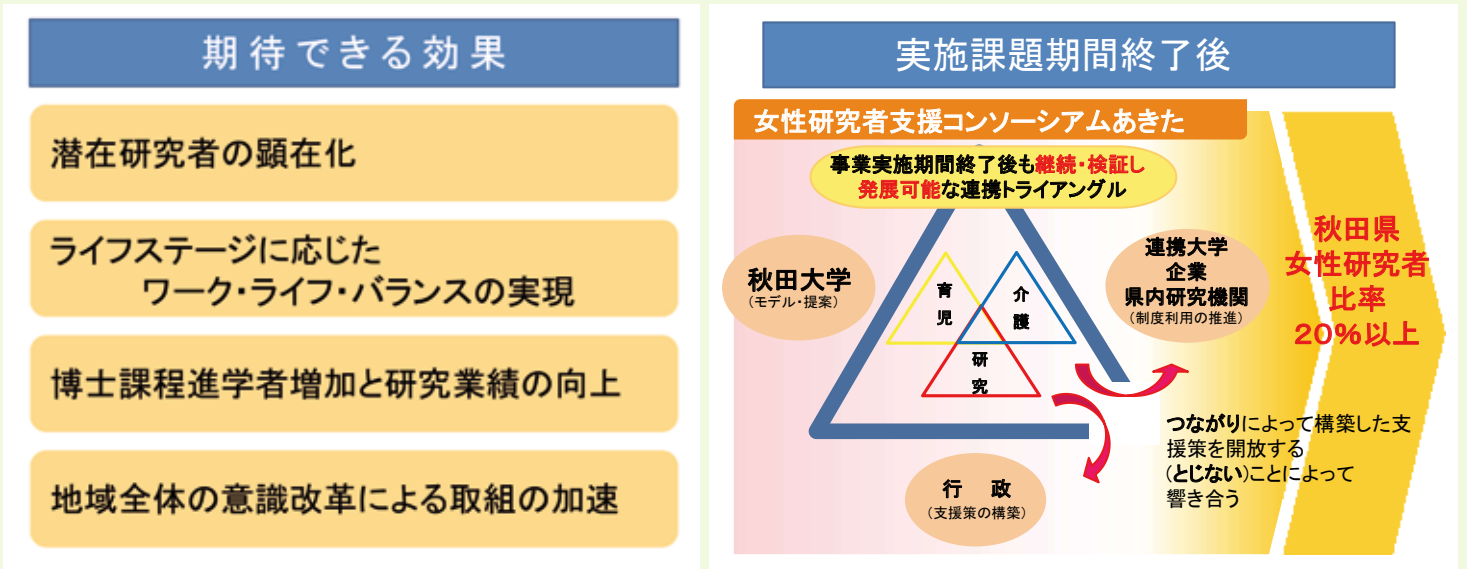 期待できる効果
潜在研究者の顕在化
ライフステージに応じた
ワーク・ライフ・バランスの実現
博士課程進学者増加と研究業績の向上
地域全体の意識改革による取組の加速
実施課題期間終了後
女性研究者支援コンソーシアムあきた
事業実施期間終了後も継続・検証し
発展可能な連携トライアングル
秋田大学
（モデル・提案）
育
児
介
護
研
究
連携大学
企業
県内研究機関
（制度利用の推進）
行　政
（支援策の構築）
つながりによって構築した支
援策を開放する
(とじない)ことによって
響き合う
秋田県
女性研究者
比率
20%以上